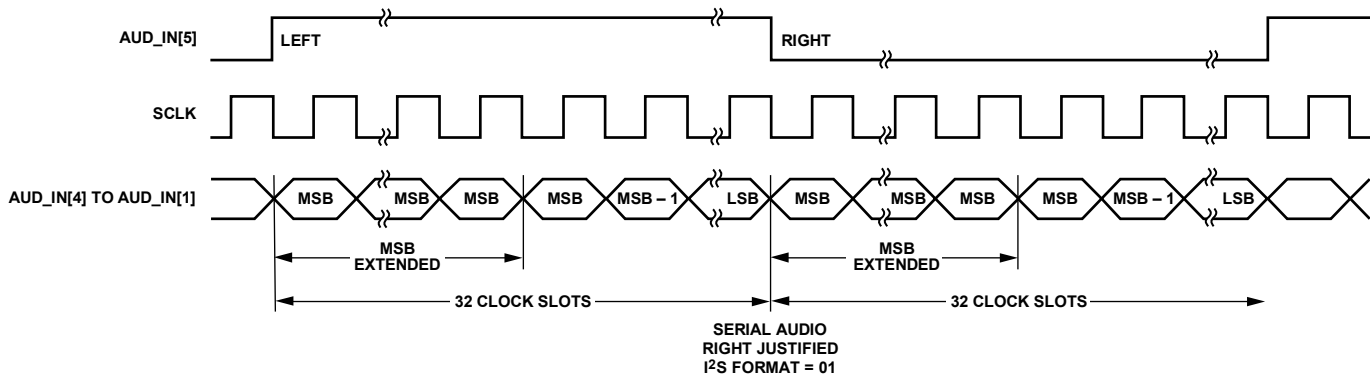 AUD_IN[5]
LEFT
RIGHT
SCLK
AUD_IN[4] TO AUD_IN[1]
MSB
MSB
MSB
MSB
MSB – 1
LSB
MSB
MSB
MSB
MSB
MSB – 1
LSB
MSB
EXTENDED
MSB
EXTENDED
32 CLOCK SLOTS
32 CLOCK SLOTS
SERIAL AUDIO
RIGHT JUSTIFIED
I²S FORMAT = 01